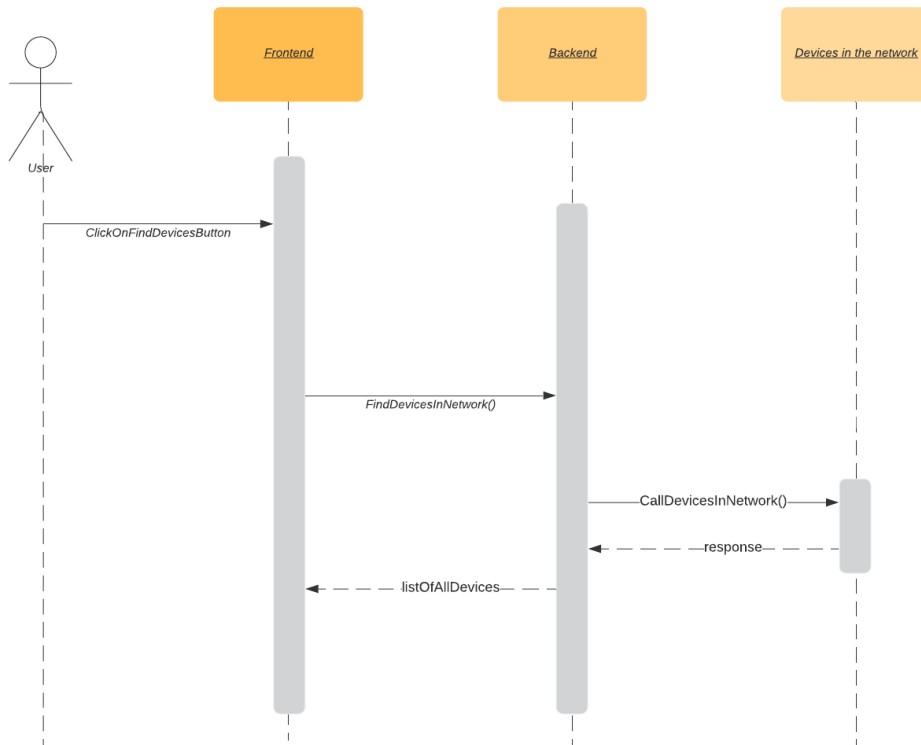 Frontend
Backend
Devices in the network
User
ClickOnFindDevicesButton
FindDevicesInNetwork()
CallDevicesInNetwork()
response
listOfAllDevices